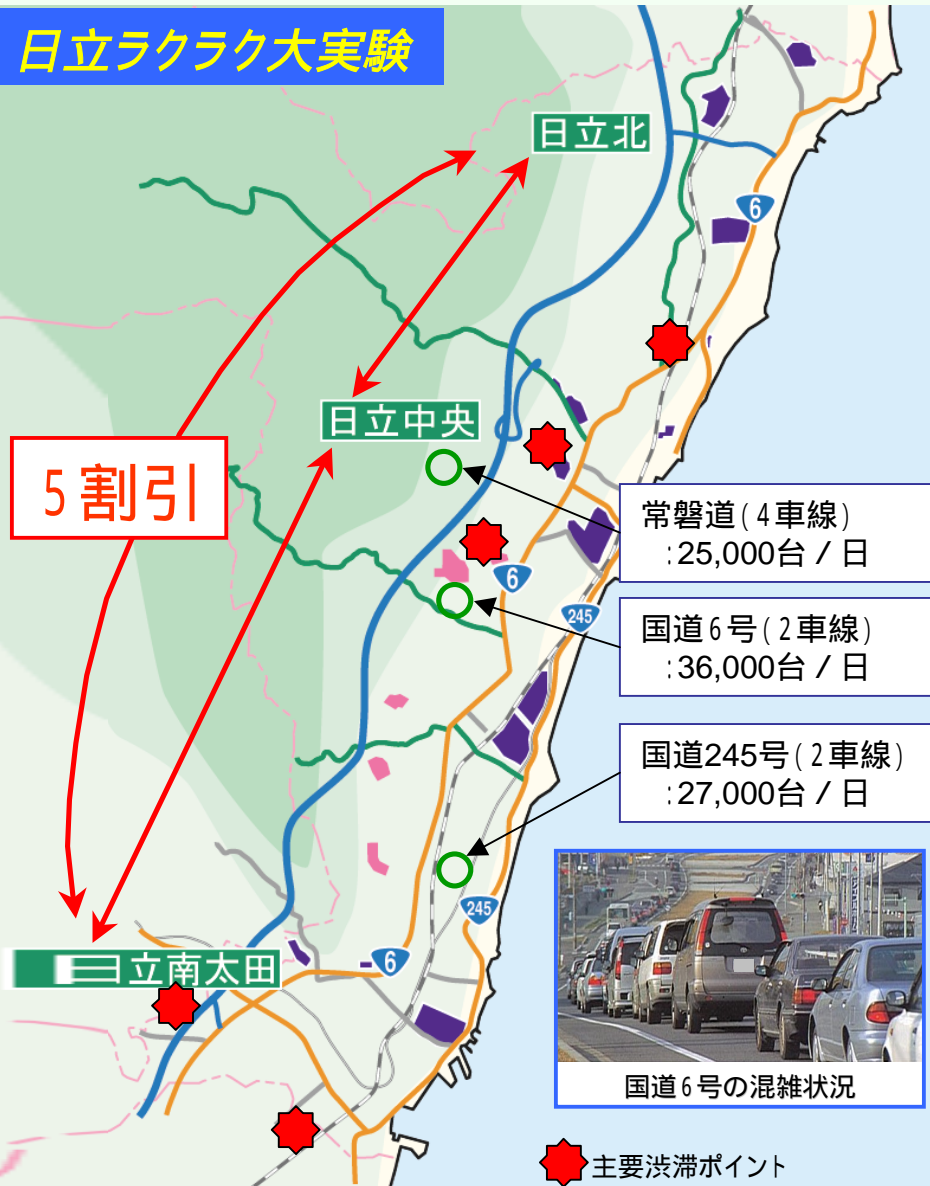 日立ラクラク大実験
日立北
6
日立中央
5割引
常磐道(4車線)
:25,000台/日
6
245
国道6号(2車線)
:36,000台/日
国道245号(2車線)
:27,000台/日
245
6
日立南太田
国道6号の混雑状況
主要渋滞ポイント